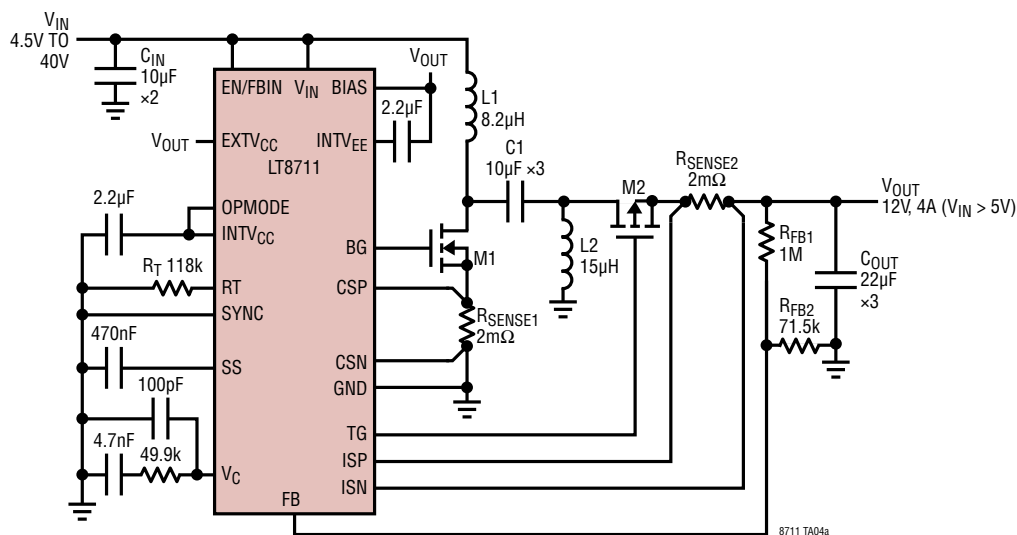 VIN
4.5V TO
40V
CIN
10µF
×2
EN/FBIN
VIN
BIAS
VOUT
2.2µF
L1
8.2µH
VOUT
EXTVCC
INTVEE
LT8711
C1
10µF ×3
M2
RSENSE2
2mΩ
VOUT
12V, 4A (VIN > 5V)
2.2µF
OPMODE
INTVCC
BG
M1
L2
15µH
RFB1
1M
COUT
22µF
×3
RT 118k
RT
CSP
SYNC
RSENSE1
2mΩ
RFB2
71.5k
470nF
SS
CSN
GND
100pF
TG
4.7nF
49.9k
VC
ISP
ISN
FB
8711 TA04a